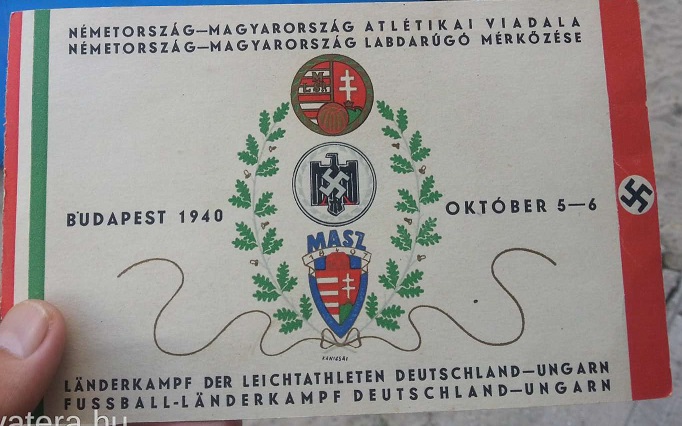 NÉMETORSZÁG—MAGYARORSZÁG ATLÉTIKAI VIADALA
NÉMETORSZÁG—MAGYARORSZÁG LABDARÚGÓ MÉRKŐZÉSE
BUDAPEST 1940
OKTÓBER 5—6
MASZ
1897
LÄNDERKAMPF DER LEICHTATHLETEN DEUTSCHLAND—UNGARN
FUSSBALL-LÄNDERKAMPF DEUTSCHLAND—UNGARN
vatera.hu